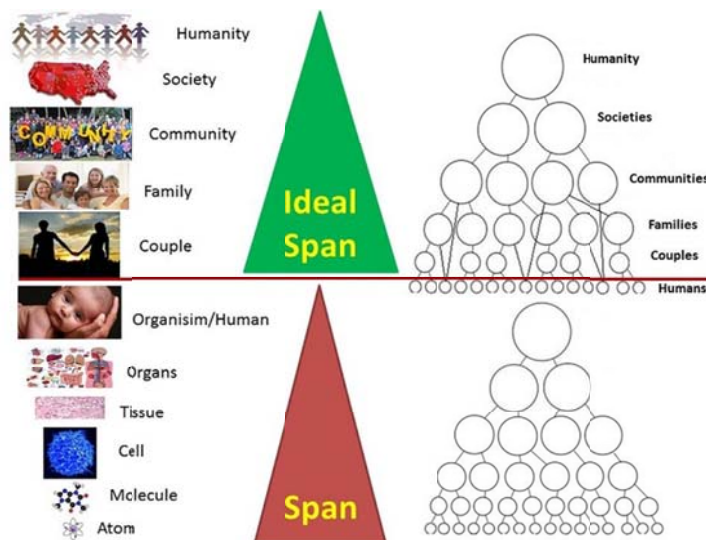 Humanity
Society
COMMUNITY
Community
Family
Couple
Organisim/Human
Organs
Tissue
Cell
Mclecule
Atom
Ideal
Span
Span
Humanity
Societies
Communities
Families
Couples
Humans